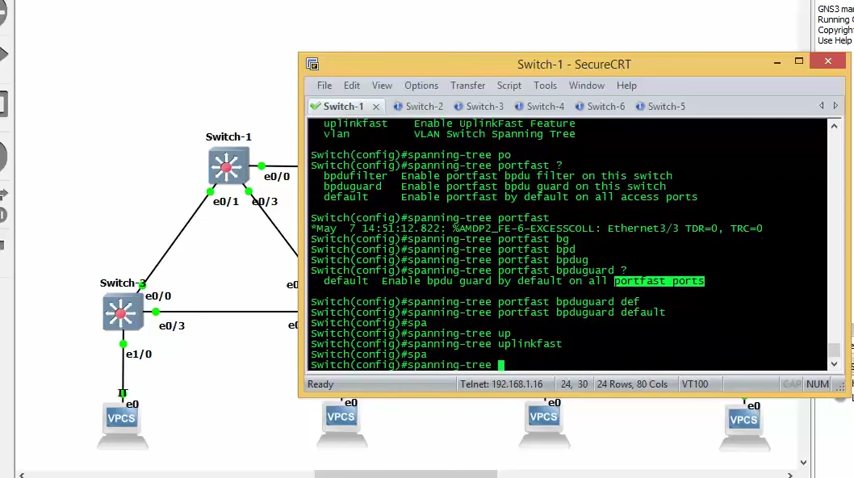 GNS3 ma
Running
Copyrigh
Use Help
Switch-1 - SecureCRT
File Edit View Options Transfer Script Tools Window Help
Switch-1 Switch-2 Switch-3 Switch-4 Switch-6 Switch-5
uplinkfast Enable UplinkFast Feature
vlan VLAN Switch Spanning Tree
Switch(config)#spanning-tree po
Switch(config)#spanning-tree portfast ?
bpdufilter Enable portfast bpdu filter on this switch
bpduguard Enable portfast bpdu guard on this switch
default Enable portfast by default on all access ports
Switch(config)#spanning-tree portfast
*May 7 14:51:12.822: %AMDP2_FE-6-EXCESSCOLL: Ethernet3/3 TDR=0, TRC=0
Switch(config)#spanning-tree portfast bg
Switch(config)#spanning-tree portfast bpd
Switch(config)#spanning-tree portfast bpdug
Switch(config)#spanning-tree portfast bpduguard ?
default Enable bpdu guard by default on all portfast ports
Switch(config)#spanning-tree portfast bpduguard def
Switch(config)#spanning-tree portfast bpduguard default
Switch(config)#spa
Switch(config)#spanning-tree up
Switch(config)#spanning-tree uplinkfast
Switch(config)#spa
Switch(config)#spanning-tree
Ready Telnet: 192.168.1.16 24, 30 24 Rows, 80 Cols VT100 CAP NUM
Switch-1
e0/0
e0/1 e0/3
Switch-3
e0/0
e0/3
e1/0
IT
e0
VPCS
e0
VPCS
e0
VPCS
e0
VPCS